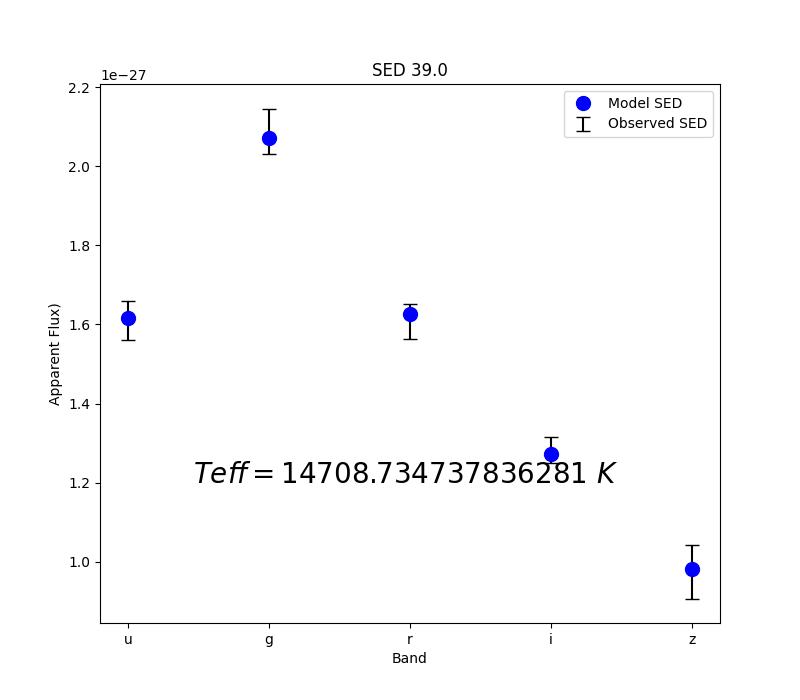 SED 39.0
1e−27
2.2
2.0
1.8
1.6
1.4
1.2
1.0
Apparent Flux)
Model SED
Observed SED
Teff = 14708.734737836281 K
u g r i z
Band